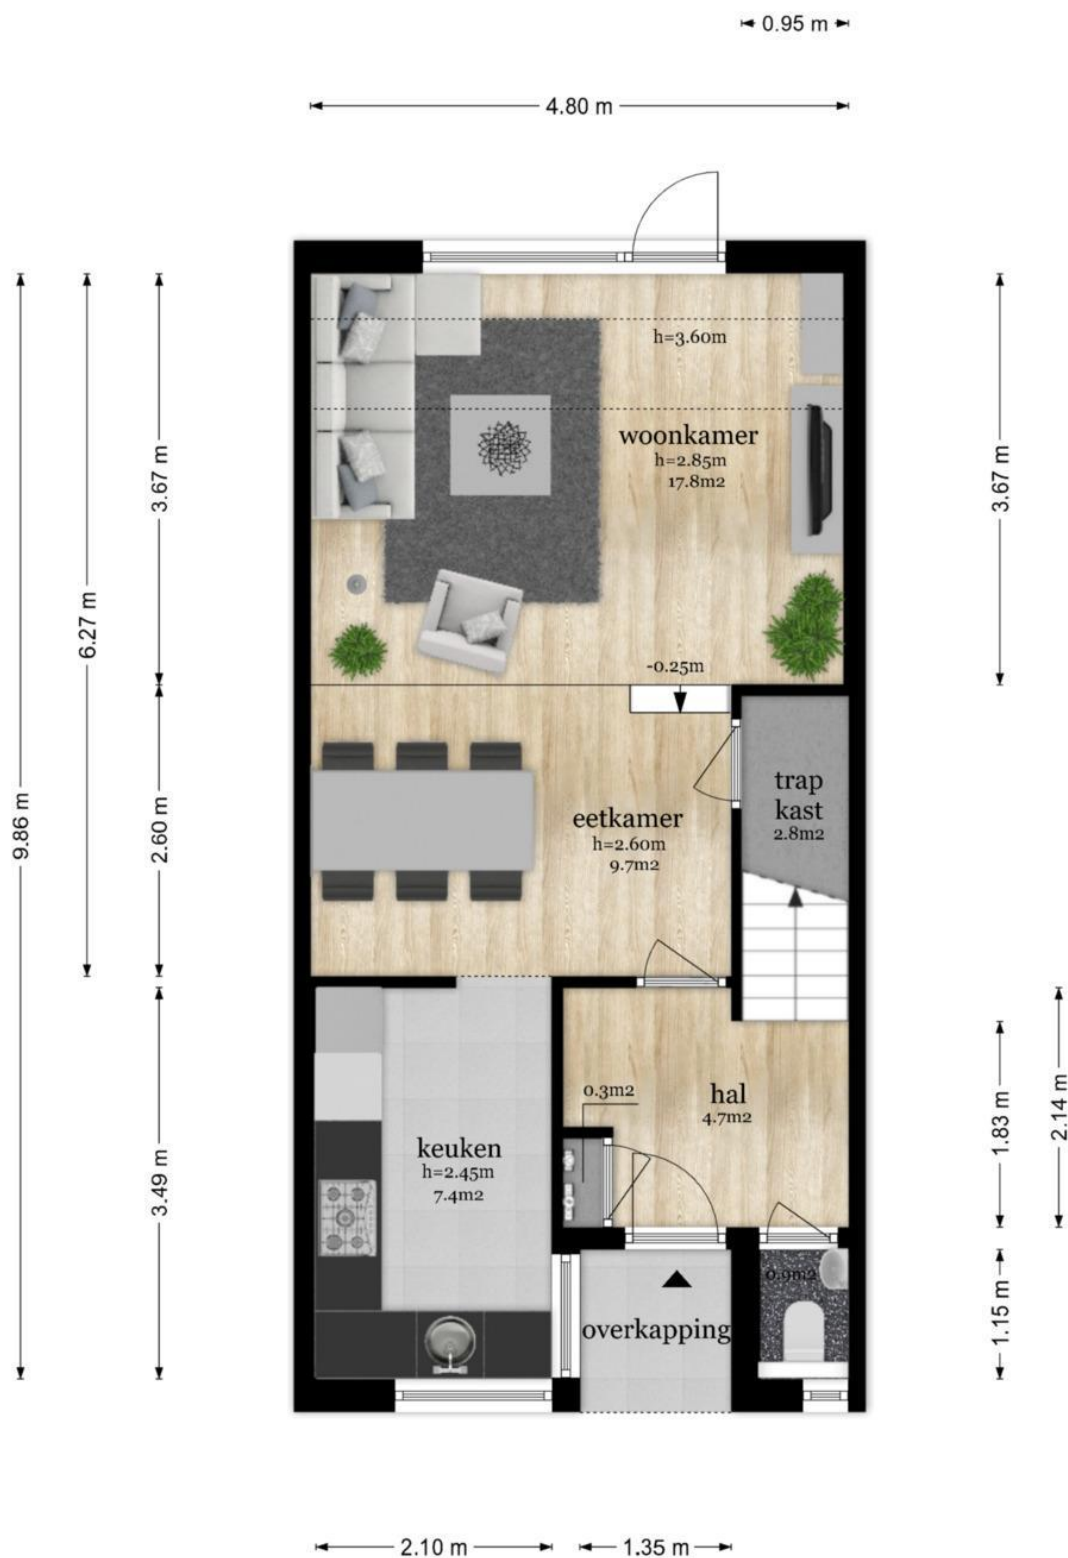 0.95 m
4.80 m
h=3.60m
woonkamer
h=2.85m
17.8m2
3.67 m
3.67 m
6.27 m
-0.25m
trap
kast
2.8m2
eetkamer
h=2.60m
9.7m2
2.60 m
9.86 m
0.3m2
hal
4.7m2
1.83 m
2.14 m
keuken
h=2.45m
7.4m2
3.49 m
0.9m2
overkapping
1.15 m
2.10 m
1.35 m